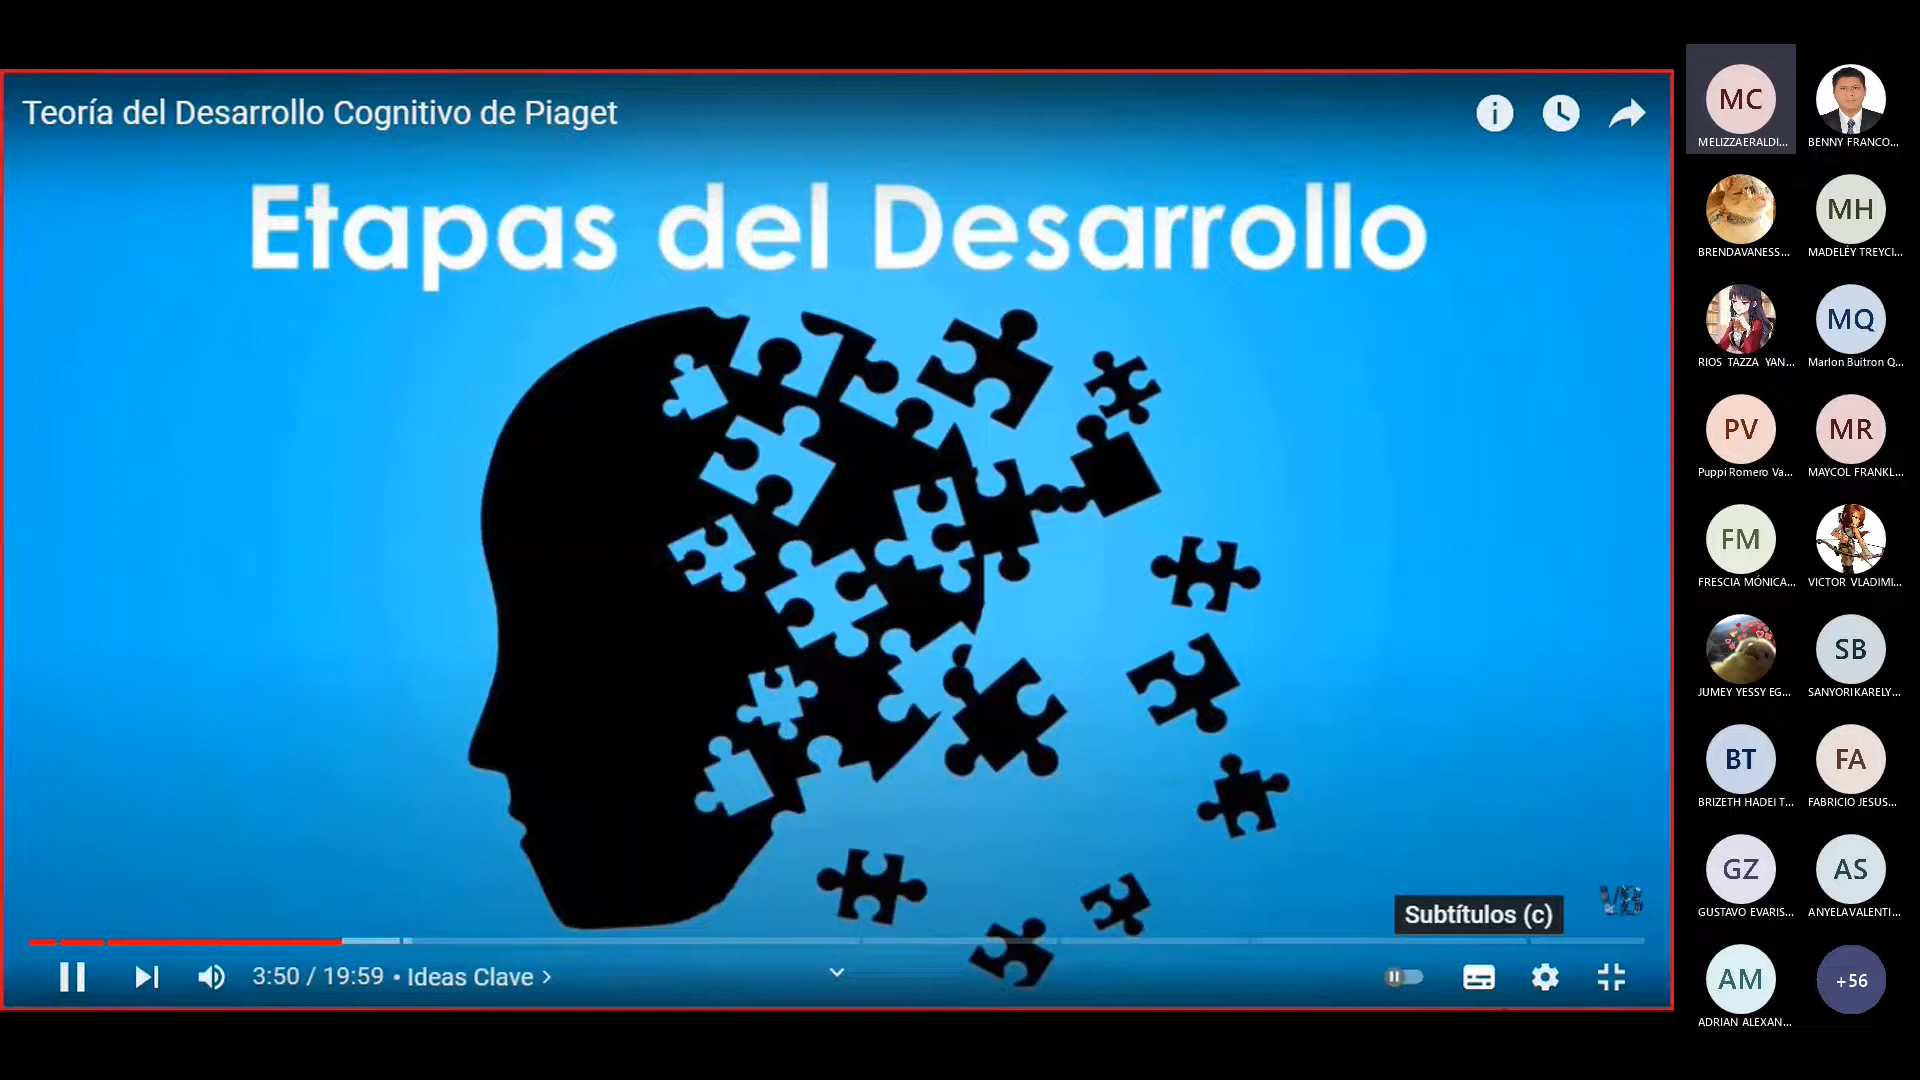 Teoría del Desarrollo Cognitivo de Piaget
Etapas del Desarrollo
Subtítulos (c)
3:50 / 19:59 • Ideas Clave >
MC
MELIZZAERALDI...
BENNY FRANCO...
BRENDAVANESS...
MH
MADELÉY TREYCI...
RIOS TAZZA YAN...
MQ
Marlon Buitron Q...
PV
Puppi Romero Va...
MR
MAYCOL FRANKL...
FM
FRESCIA MÓNICA...
VICTOR VLADIMI...
JUMEY YESSY EG...
SB
SANYORIKARELY...
BT
BRIZETH HADEI T...
FA
FABRICIO JESUS...
GZ
GUSTAVO EVARIS...
AS
ANYELAVALENTI...
AM
ADRIAN ALEXAN...
+56